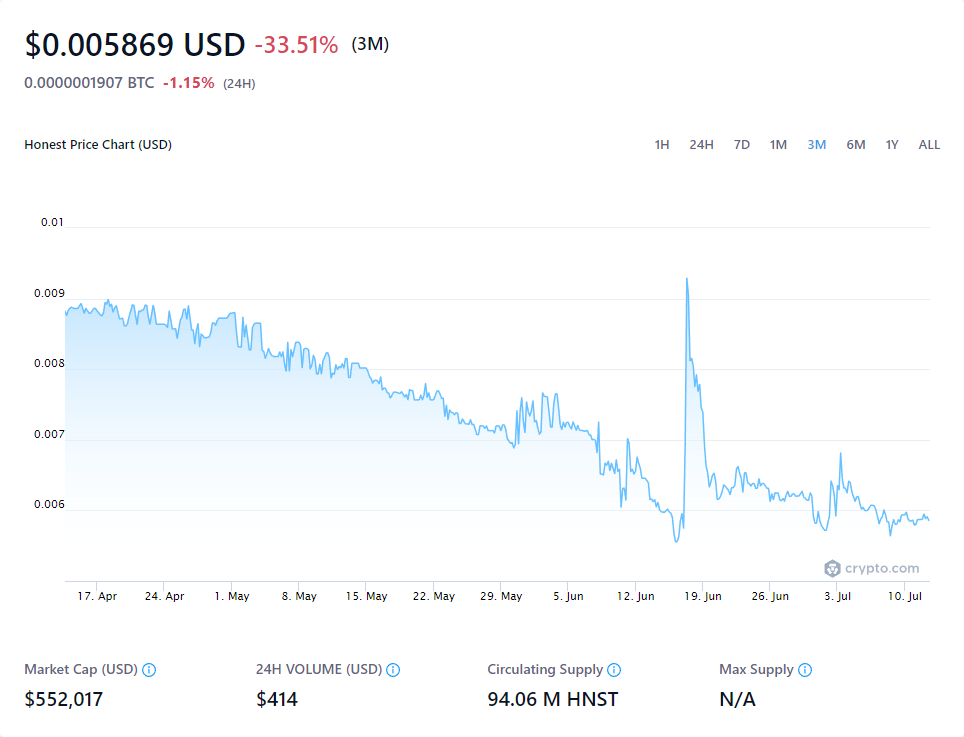 $0.005869 USD -33.51% (3M)
0.0000001907 BTC -1.15% (24H)
Honest Price Chart (USD) 1H 24H 7D 1M 3M 6M 1Y ALL
0.01
0.009
0.008
0.007
0.006
crypto.com
17. Apr 24. Apr 1. May 8. May 15. May 22. May 29. May 5. Jun 12. Jun 19. Jun 26. Jun 3. Jul 10. Jul
Market Cap (USD) 24H VOLUME (USD) Circulating Supply Max Supply
$552,017 $414 94.06 M HNST N/A